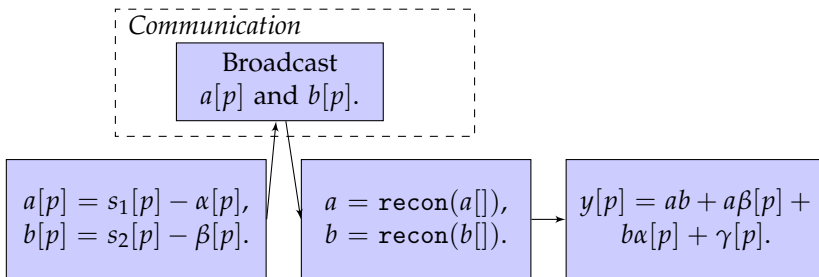 Communication
Broadcast
a[p] and b[p].
a[p] = s₁[p] − α[p],
b[p] = s₂[p] − β[p].
a = recon(a[]),
b = recon(b[]).
y[p] = ab + aβ[p] +
bα[p] + γ[p].